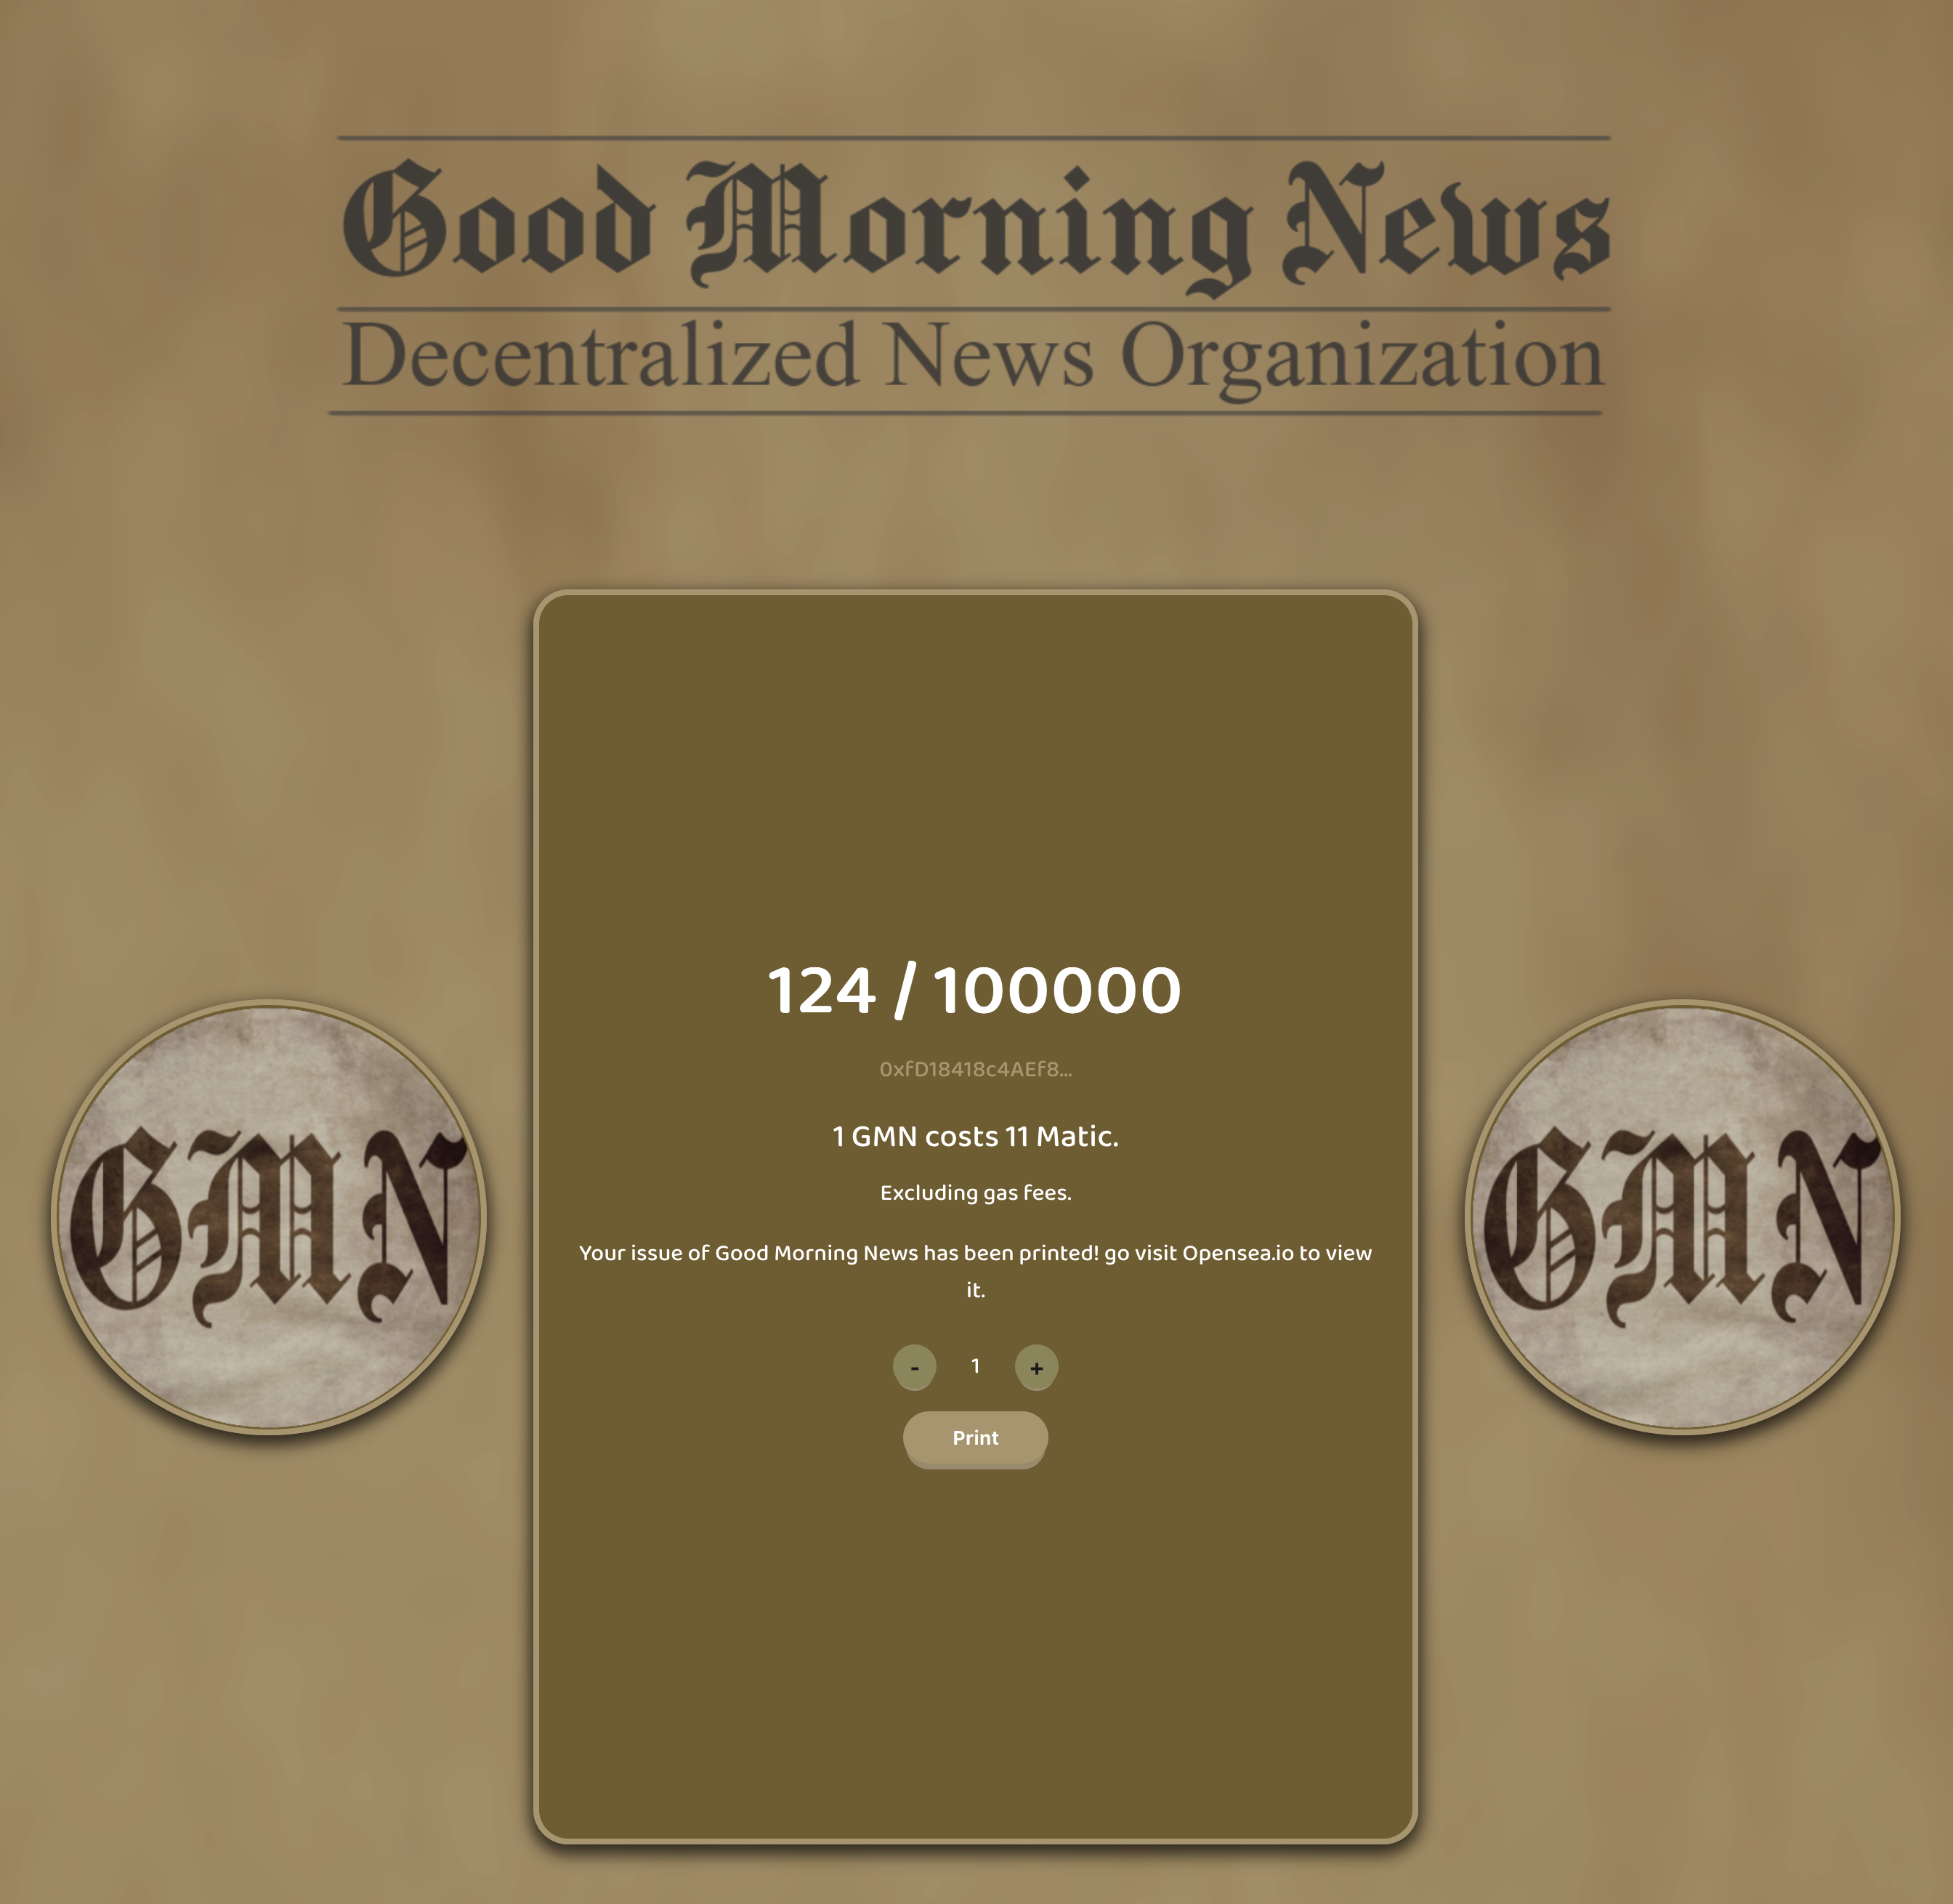 Good Morning News
Decentralized News Organization
124 / 100000
0xfD18418c4AEf8...
1 GMN costs 11 Matic.
Excluding gas fees.
Your issue of Good Morning News has been printed! go visit Opensea.io to view
it.
GMN
- 1 +
GMN
Print